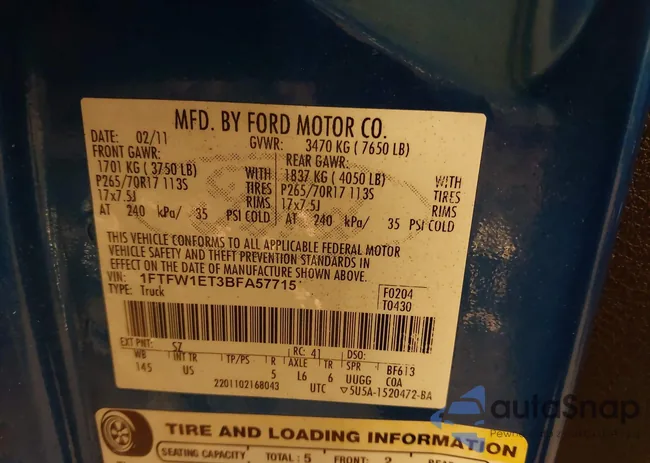 MFD. BY FORD MOTOR CO.
DATE: 02/11 GVWR: 3470 KG ( 7650 LB)
FRONT GAWR: REAR GAWR:
1701 KG ( 3750 LB) WITH 1837 KG ( 4050 LB) WITH
P265/70R17 113S TIRES P265/70R17 113S TIRES
17x7.5J RIMS 17x7.5J RIMS
AT 240 kPa/ 35 PSI COLD AT 240 kPa/ 35 PSI COLD
THIS VEHICLE CONFORMS TO ALL APPLICABLE FEDERAL MOTOR
VEHICLE SAFETY AND THEFT PREVENTION STANDARDS IN
EFFECT ON THE DATE OF MANUFACTURE SHOWN ABOVE.
VIN: 1FTFW1ET3BFA57715 F0204
TYPE: Truck T0430
EXT PNT: SZ RC: 41 DSO:
WB INT TR TP/PS R AXLE TR SPR BF613
145 US 5 L6 6 UUGG COA
2201102168043 UTC ▽5U5A-1520472-BA
TIRE AND LOADING INFORMATION
SEATING CAPACITY TOTAL: 5 FRONT: 2
autoSnap